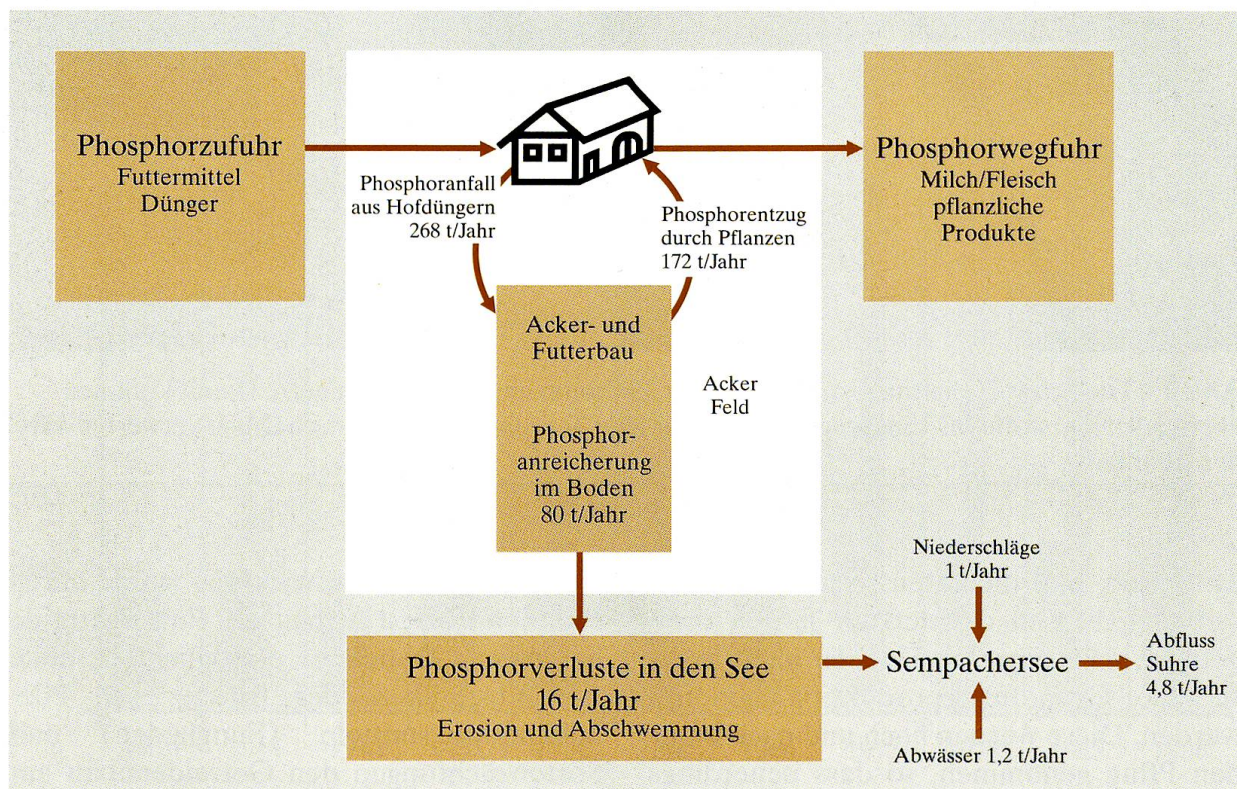 Phosphorzufuhr
Futtermittel
Dünger
Phosphoranfall
aus Hofdüngern
268 t/Jahr
Phosphorentzug
durch Pflanzen
172 t/Jahr
Phosphorwegfuhr
Milch/Fleisch
pflanzliche
Produkte
Acker- und
Futterbau
Phosphor-
anreicherung
im Boden
80 t/Jahr
Acker
Feld
Phosphorverluste in den See
16 t/Jahr
Erosion und Abschwemmung
Niederschläge
1 t/Jahr
Sempachersee
Abfluss
Suhre
4,8 t/Jahr
Abwässer 1,2 t/Jahr